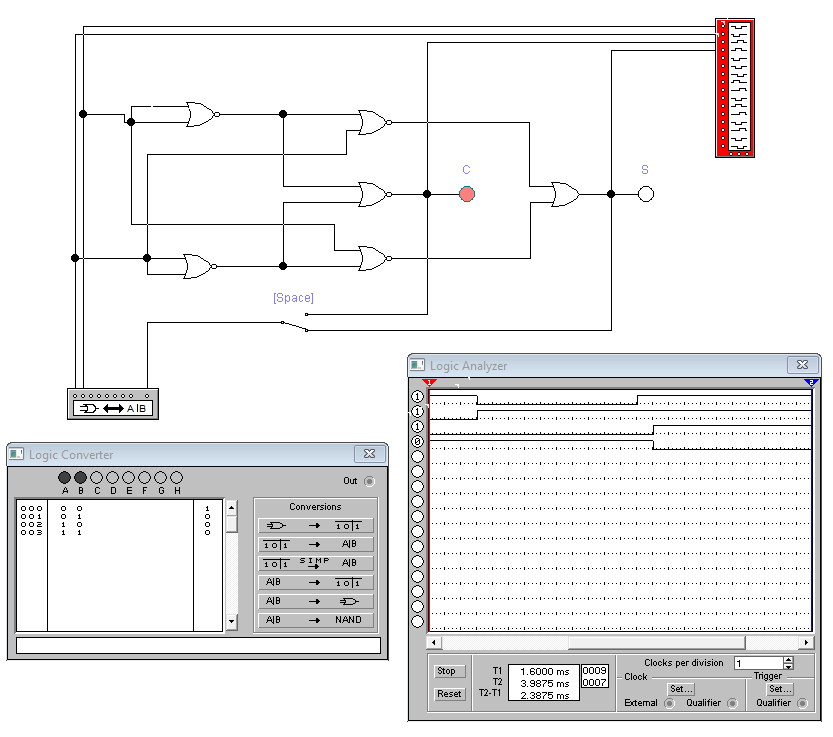 C
S
[Space]
A|B
Logic Converter
Out
A B C D E F G H
000 0 0 1
001 0 1 0
002 1 0 0
003 1 1 0
Conversions
→ 1 0 | 1
1 0 | 1 → A|B
1 0 | 1 SIMP → A|B
A|B → 1 0 | 1
A|B →
A|B → NAND
Logic Analyzer
1
2
1
1
1
0
Stop
Reset
T1 1.6000 ms 0009
T2 3.9875 ms 0007
T2-T1 2.3875 ms
Clocks per division 1
Clock
Set...
External
Qualifier
Trigger
Set...
Qualifier